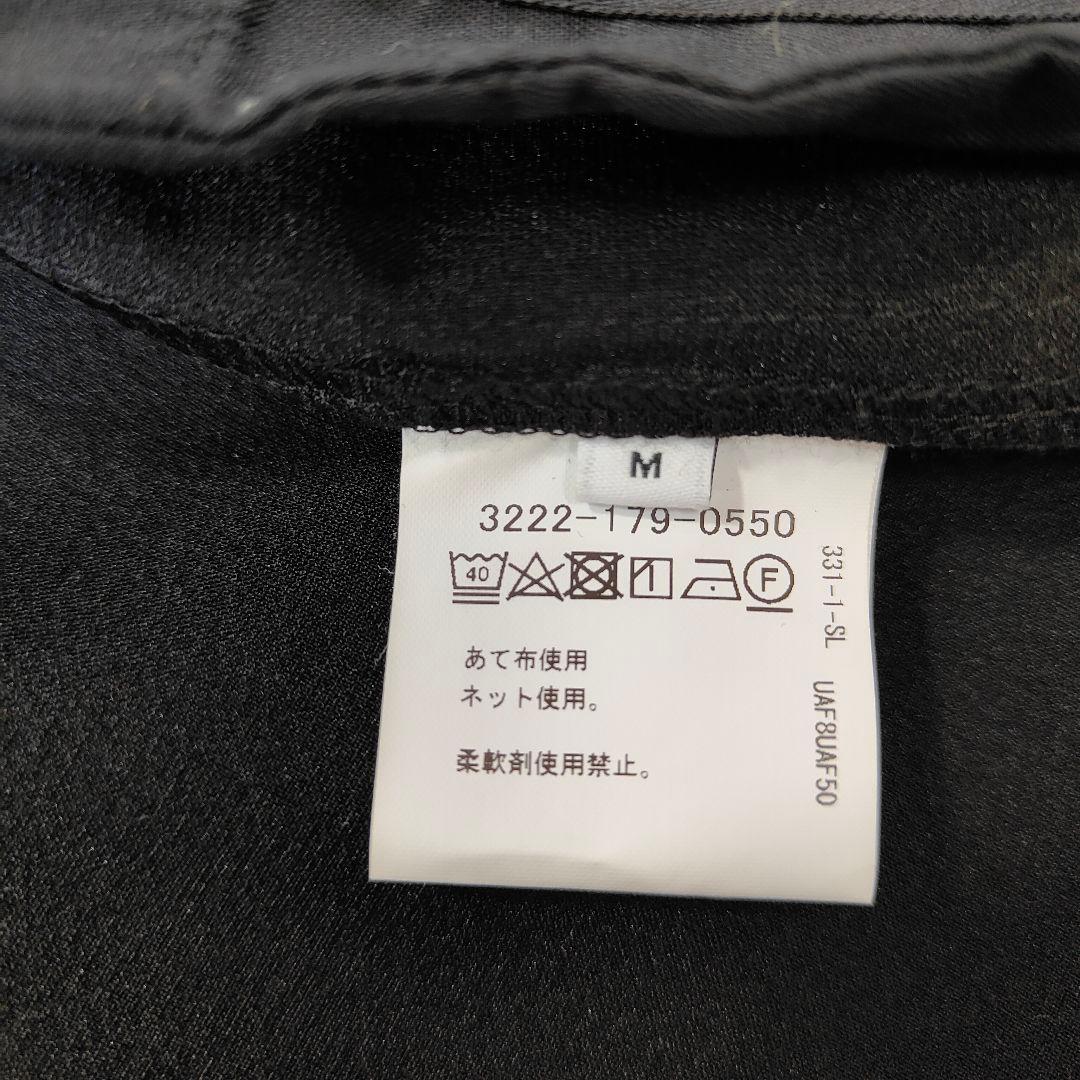 M
3222-179-0550
40 F
あて布使用
ネット使用。
柔軟剤使用禁止。
331-1-SL UAF8UAF50